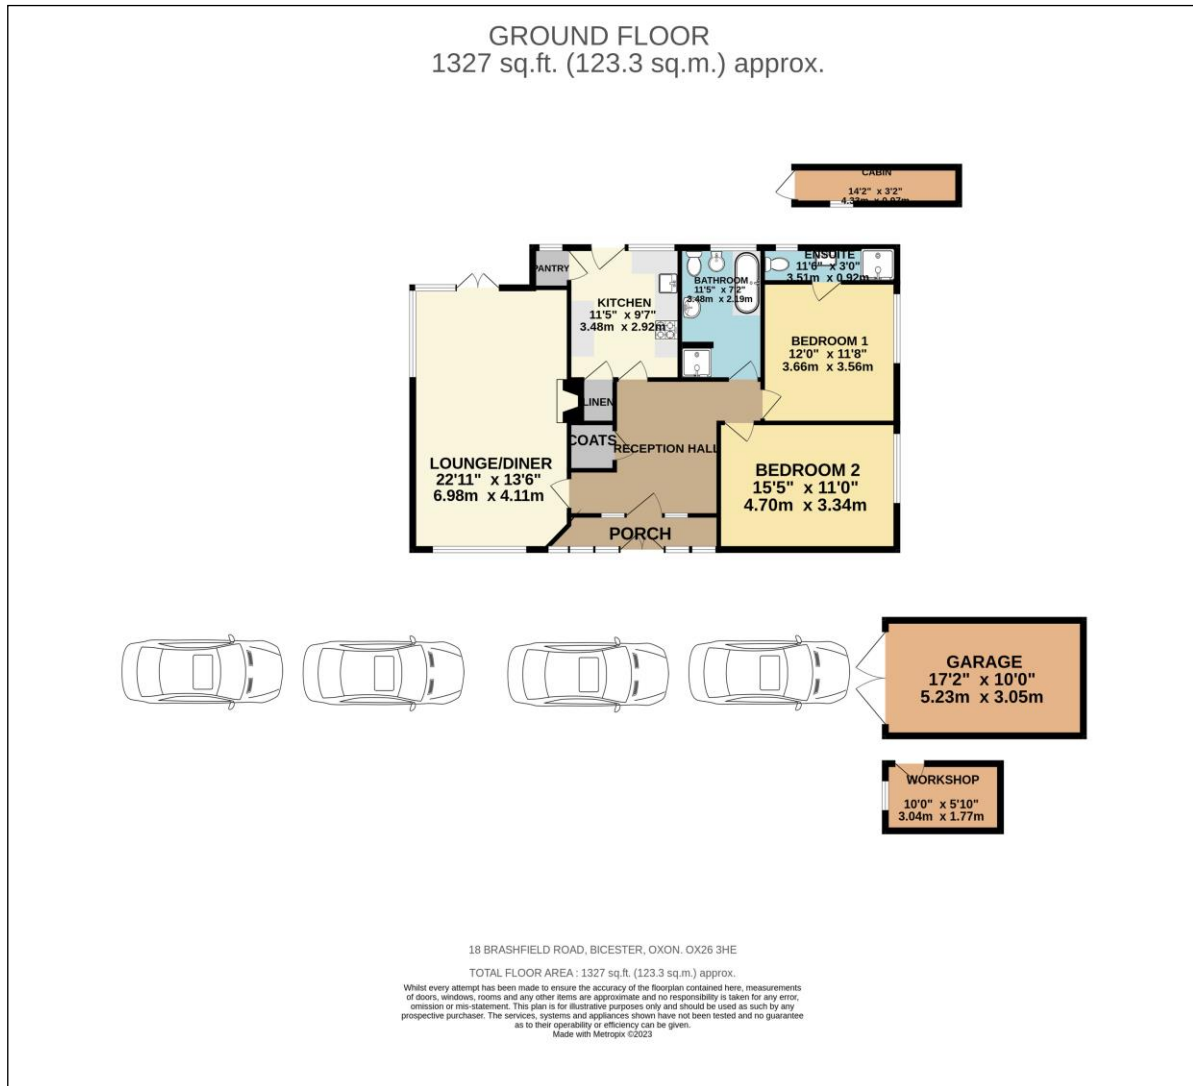 GROUND FLOOR
1327 sq.ft. (123.3 sq.m.) approx.
CABIN
14'2" x 3'2"
4.33m x 0.97m
PANTRY
KITCHEN
11'5" x 9'7"
3.48m x 2.92m
BATHROOM
11'5" x 7'2"
3.48m x 2.19m
ENSUITE
11'6" x 3'0"
3.51m x 0.92m
BEDROOM 1
12'0" x 11'8"
3.66m x 3.56m
LINEN
COATS
RECEPTION HALL
LOUNGE/DINER
22'11" x 13'6"
6.98m x 4.11m
BEDROOM 2
15'5" x 11'0"
4.70m x 3.34m
PORCH
GARAGE
17'2" x 10'0"
5.23m x 3.05m
WORKSHOP
10'0" x 5'10"
3.04m x 1.77m
18 BRASHFIELD ROAD, BICESTER, OXON. OX26 3HE
TOTAL FLOOR AREA : 1327 sq.ft. (123.3 sq.m.) approx.
Whilst every attempt has been made to ensure the accuracy of the floorplan contained here, measurements
of doors, windows, rooms and any other items are approximate and no responsibility is taken for any error,
omission or mis-statement. This plan is for illustrative purposes only and should be used as such by any
prospective purchaser. The services, systems and appliances shown have not been tested and no guarantee
as to their operability or efficiency can be given.
Made with Metropix ©2023